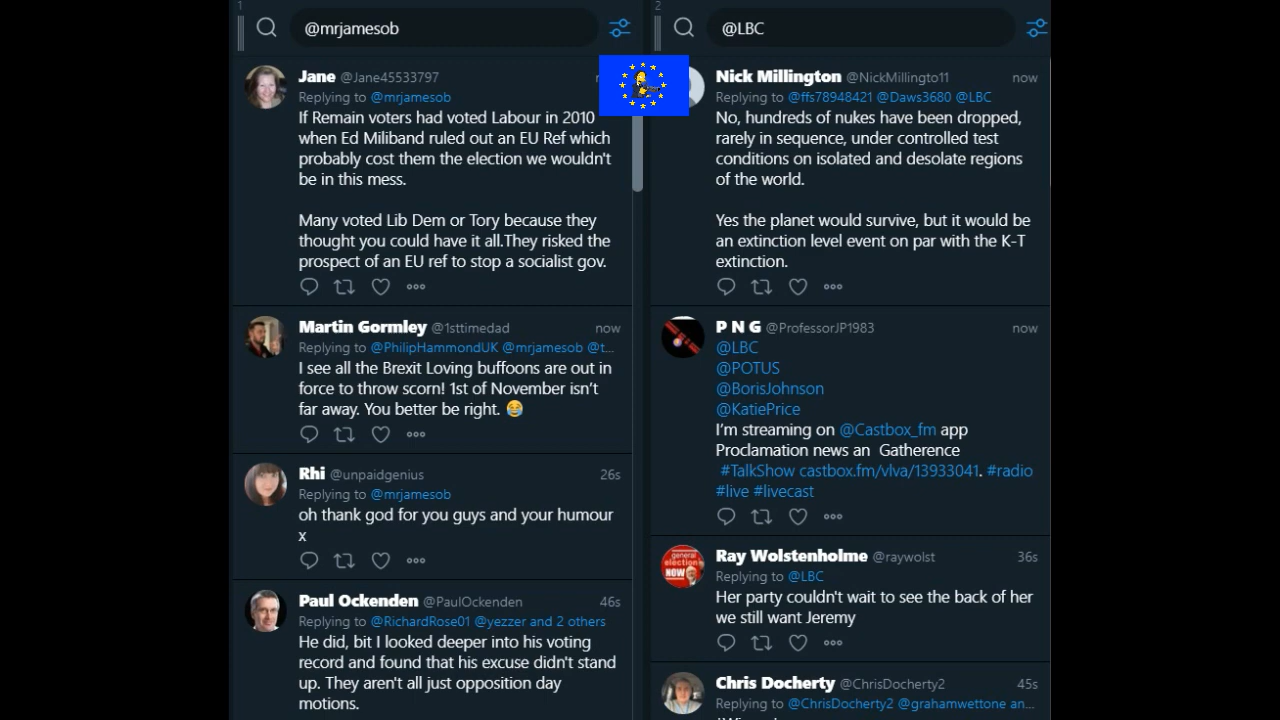 1
@mrjamesob
Jane @Jane45533797
Replying to @mrjamesob
If Remain voters had voted Labour in 2010
when Ed Miliband ruled out an EU Ref which
probably cost them the election we wouldn't
be in this mess.
Many voted Lib Dem or Tory because they
thought you could have it all.They risked the
prospect of an EU ref to stop a socialist gov.
Martin Gormley @1sttimedad now
Replying to @PhilipHammondUK @mrjamesob @t...
I see all the Brexit Loving buffoons are out in
force to throw scorn! 1st of November isn’t
far away. You better be right. 😂
Rhi @unpaidgenius 26s
Replying to @mrjamesob
oh thank god for you guys and your humour
x
Paul Ockenden @PaulOckenden 46s
Replying to @RichardRose01 @yezzer and 2 others
He did, bit I looked deeper into his voting
record and found that his excuse didn't stand
up. They aren't all just opposition day
motions.
2
@LBC
Nick Millington @NickMillingto11 now
Replying to @ffs78948421 @Daws3680 @LBC
No, hundreds of nukes have been dropped,
rarely in sequence, under controlled test
conditions on isolated and desolate regions
of the world.
Yes the planet would survive, but it would be
an extinction level event on par with the K-T
extinction.
P N G @ProfessorJP1983 now
@LBC
@POTUS
@BorisJohnson
@KatiePrice
I’m streaming on @Castbox_fm app
Proclamation news an Gatherence
#TalkShow castbox.fm/vlva/13933041. #radio
#live #livecast
general
election
NOW
Ray Wolstenholme @raywolst 36s
Replying to @LBC
Her party couldn't wait to see the back of her
we still want Jeremy
Chris Docherty @ChrisDocherty2 45s
Replying to @ChrisDocherty2 @grahamwettone an...